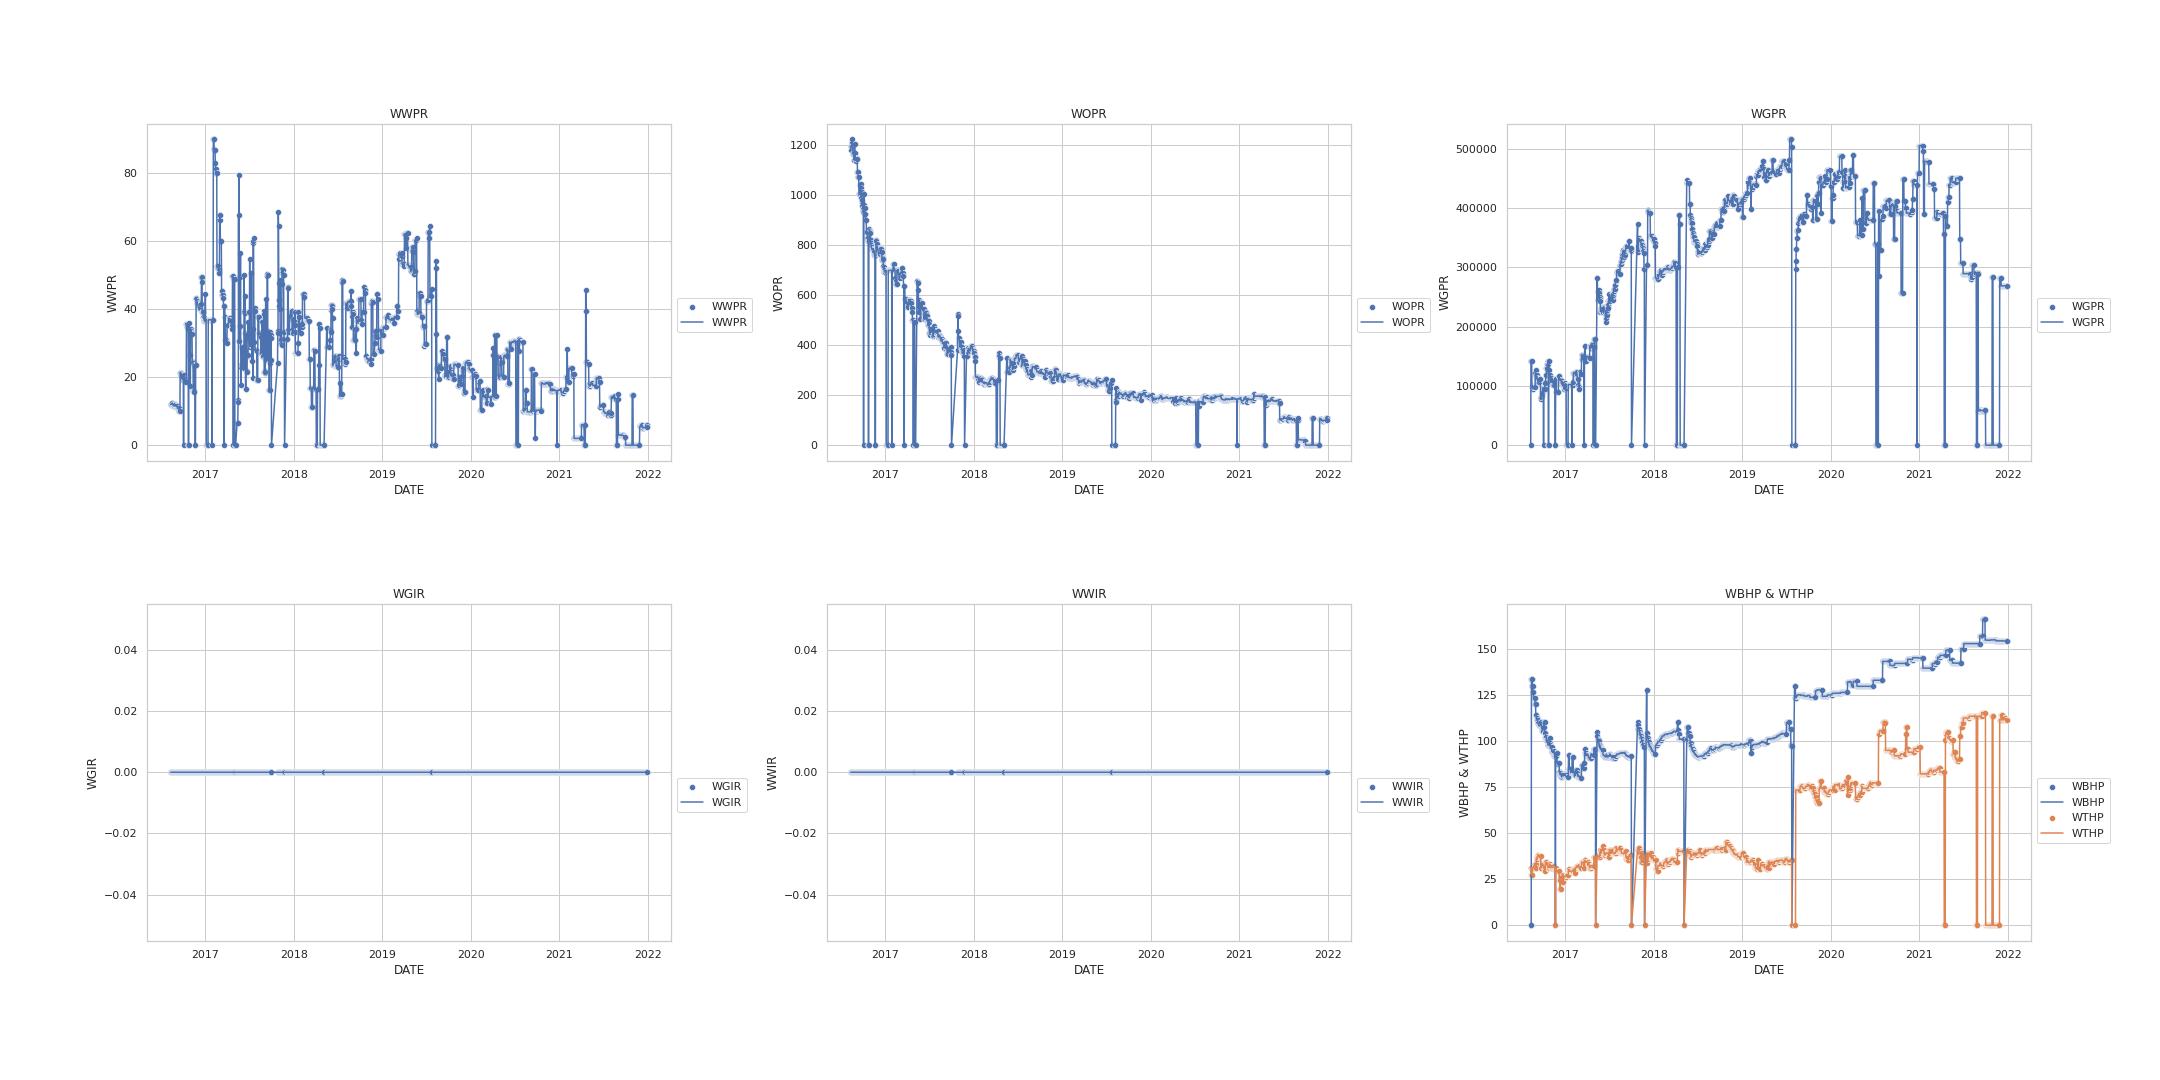 WWPR
WWPR
80
60
40
20
0
2017 2018 2019 2020 2021 2022
DATE
WWPR
WWPR
WOPR
WOPR
1200
1000
800
600
400
200
0
2017 2018 2019 2020 2021 2022
DATE
WOPR
WOPR
WGPR
WGPR
500000
400000
300000
200000
100000
0
2017 2018 2019 2020 2021 2022
DATE
WGPR
WGPR
WGIR
WGIR
0.04
0.02
0.00
−0.02
−0.04
2017 2018 2019 2020 2021 2022
DATE
WGIR
WGIR
WWIR
WWIR
0.04
0.02
0.00
−0.02
−0.04
2017 2018 2019 2020 2021 2022
DATE
WWIR
WWIR
WBHP & WTHP
WBHP & WTHP
150
125
100
75
50
25
0
2017 2018 2019 2020 2021 2022
DATE
WBHP
WBHP
WTHP
WTHP